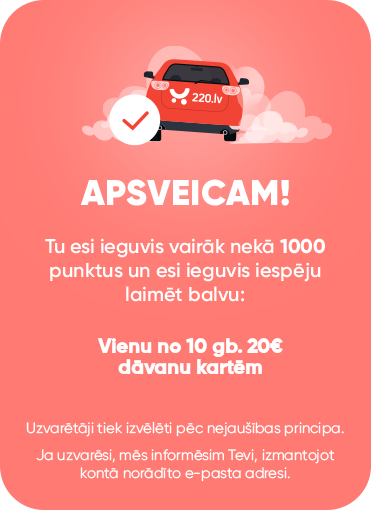 220.lv
APSVEICAM!
Tu esi ieguvis vairāk nekā 1000
punktus un esi ieguvis iespēju
laimēt balvu:
Vienu no 10 gb. 20€
dāvanu kartēm
Uzvarētāji tiek izvēlēti pēc nejaušības principa.
Ja uzvarēsi, mēs informēsim Tevi, izmantojot
kontā norādīto e-pasta adresi.